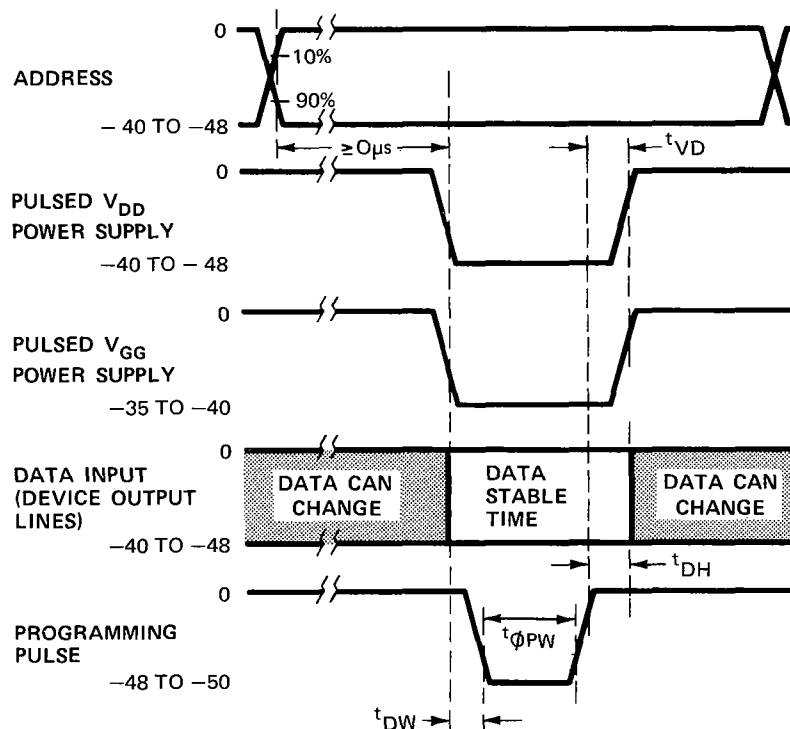 0
10%
ADDRESS
90%
– 40 TO –48
≥0μs
tVD
0
PULSED VDD
POWER SUPPLY
–40 TO – 48
0
PULSED VGG
POWER SUPPLY
–35 TO –40
0
DATA INPUT
(DEVICE OUTPUT
LINES)
DATA CAN
CHANGE
DATA
STABLE
TIME
DATA CAN
CHANGE
–40 TO –48
tDH
0
PROGRAMMING
PULSE
tϕPW
–48 TO –50
tDW